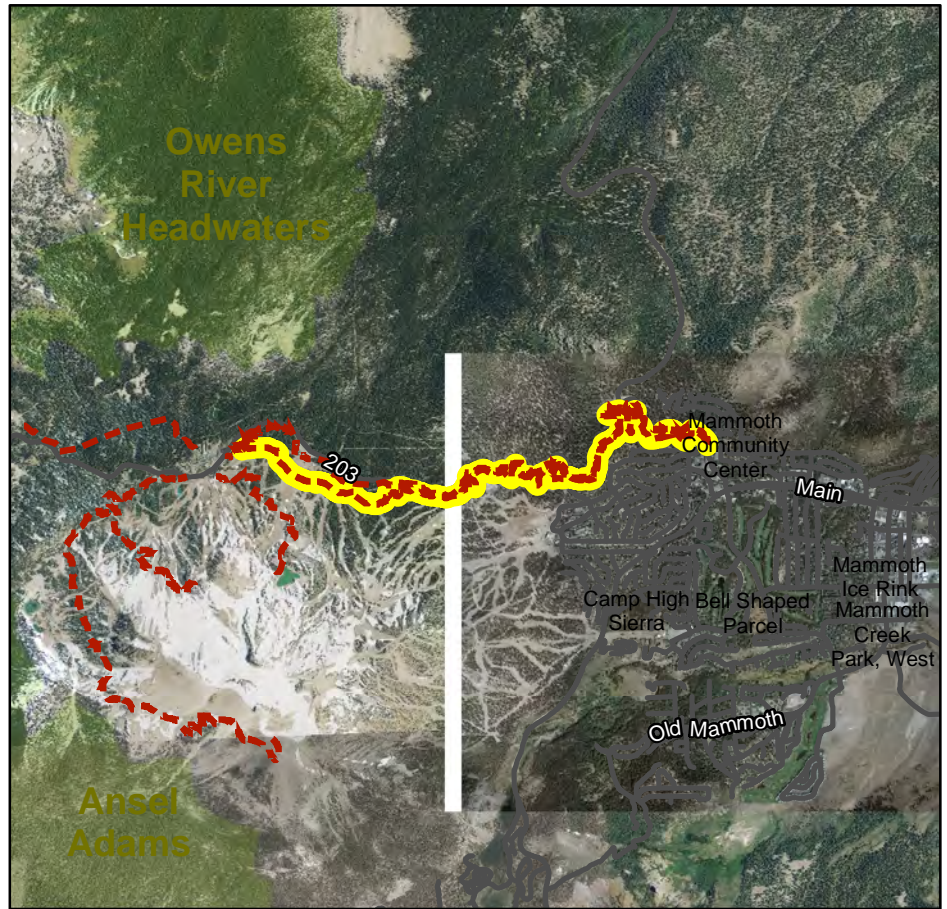 Owens
River
Headwaters
203
Mammoth
Community
Center
Main
Mammoth
Ice Rink
Mammoth
Creek
Park, West
Camp High
Sierra
Bell Shaped
Parcel
Old Mammoth
Ansel
Adams